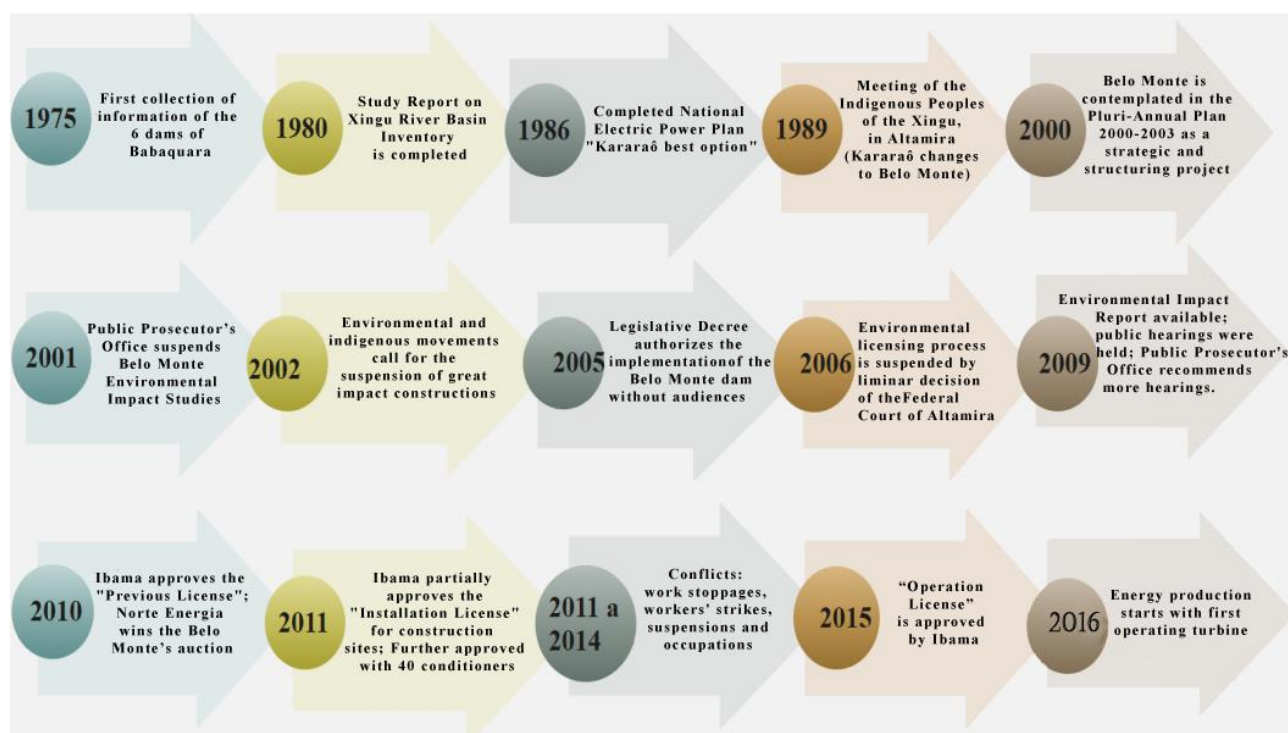 1975
First collection of
information of the
6 dams of
Babaquara
1980
Study Report on
Xingu River Basin
Inventory
is completed
1986
Completed National
Electric Power Plan
"Kararaô best option"
1989
Meeting of the
Indigenous Peoples
of the Xingu,
in Altamira
(Kararaô changes
to Belo Monte)
2000
Belo Monte is
contemplated in the
Pluri-Annual Plan
2000-2003 as a
strategic and
structuring project
2001
Public Prosecutor's
Office suspends
Belo Monte
Environmental
Impact Studies
2002
Environmental and
indigenous movements
call for the
suspension of great
impact constructions
2005
Legislative Decree
authorizes the
implementationof the
Belo Monte dam
without audiences
2006
Environmental
licensing process
is suspended by
liminar decision
of theFederal
Court of Altamira
2009
Environmental Impact
Report available;
public hearings were
held; Public Prosecutor's
Office recommends
more hearings.
2010
Ibama approves the
"Previous License";
Norte Energia
wins the Belo
Monte's auction
2011
Ibama partially
approves the
"Installation License"
for construction
sites; Further approved
with 40 conditioners
2011 a
2014
Conflicts:
work stoppages,
workers' strikes,
suspensions and
occupations
2015
“Operation
License”
is approved
by Ibama
2016
Energy production
starts with first
operating turbine